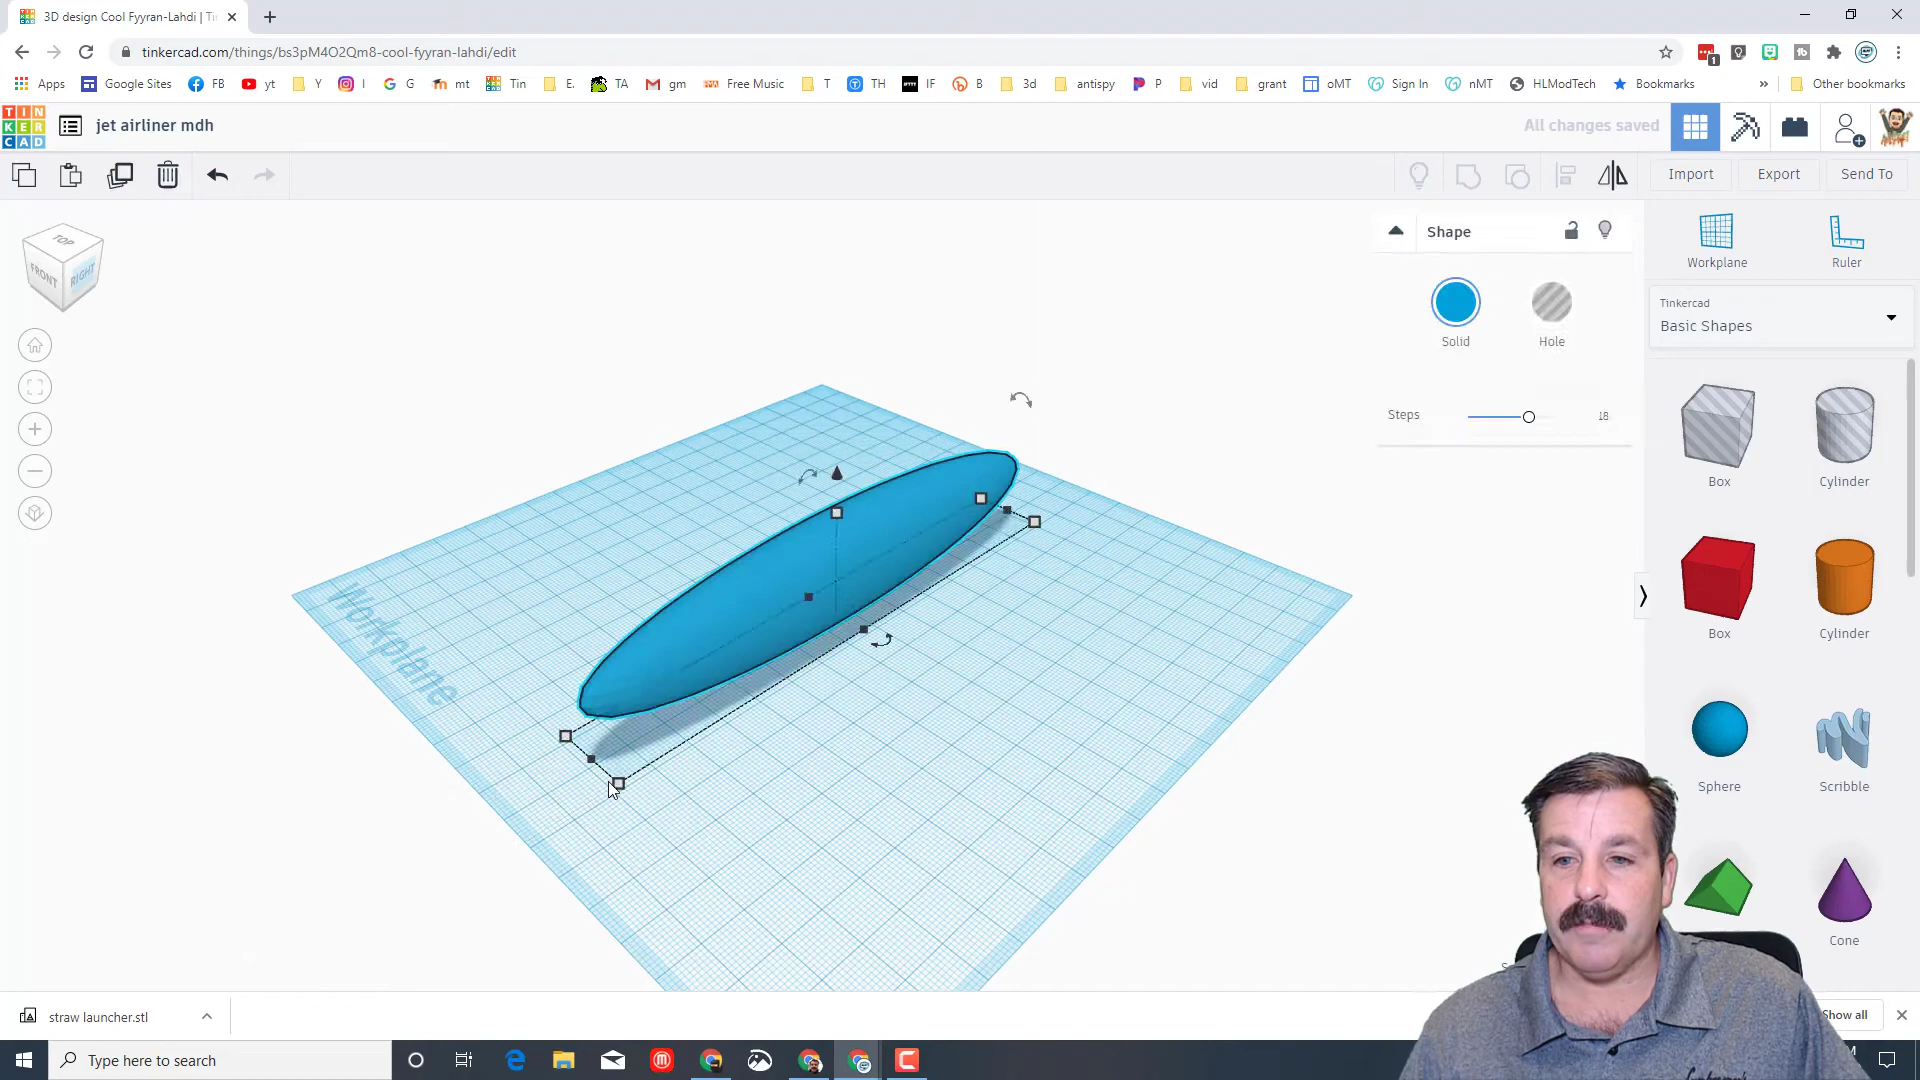 3D design Cool Fyyran-Lahdi | Ti
tinkercad.com/things/bs3pM4O2Qm8-cool-fyyran-lahdi/edit
1
Apps Google Sites FB yt Y I G mt Tin E. TA gm Free Music T TH IF B 3d antispy P vid grant oMT Sign In nMT HLModTech Bookmarks » Other bookmarks
TIN
KER
CAD
jet airliner mdh
All changes saved
Import Export Send To
TOP
FRONT
RIGHT
Shape
Solid
Hole
Steps
18
Workplane
Ruler
Tinkercad
Basic Shapes
Box
Cylinder
Box
Cylinder
Sphere
Scribble
Cone
Workplane
straw launcher.stl
Show all
Type here to search